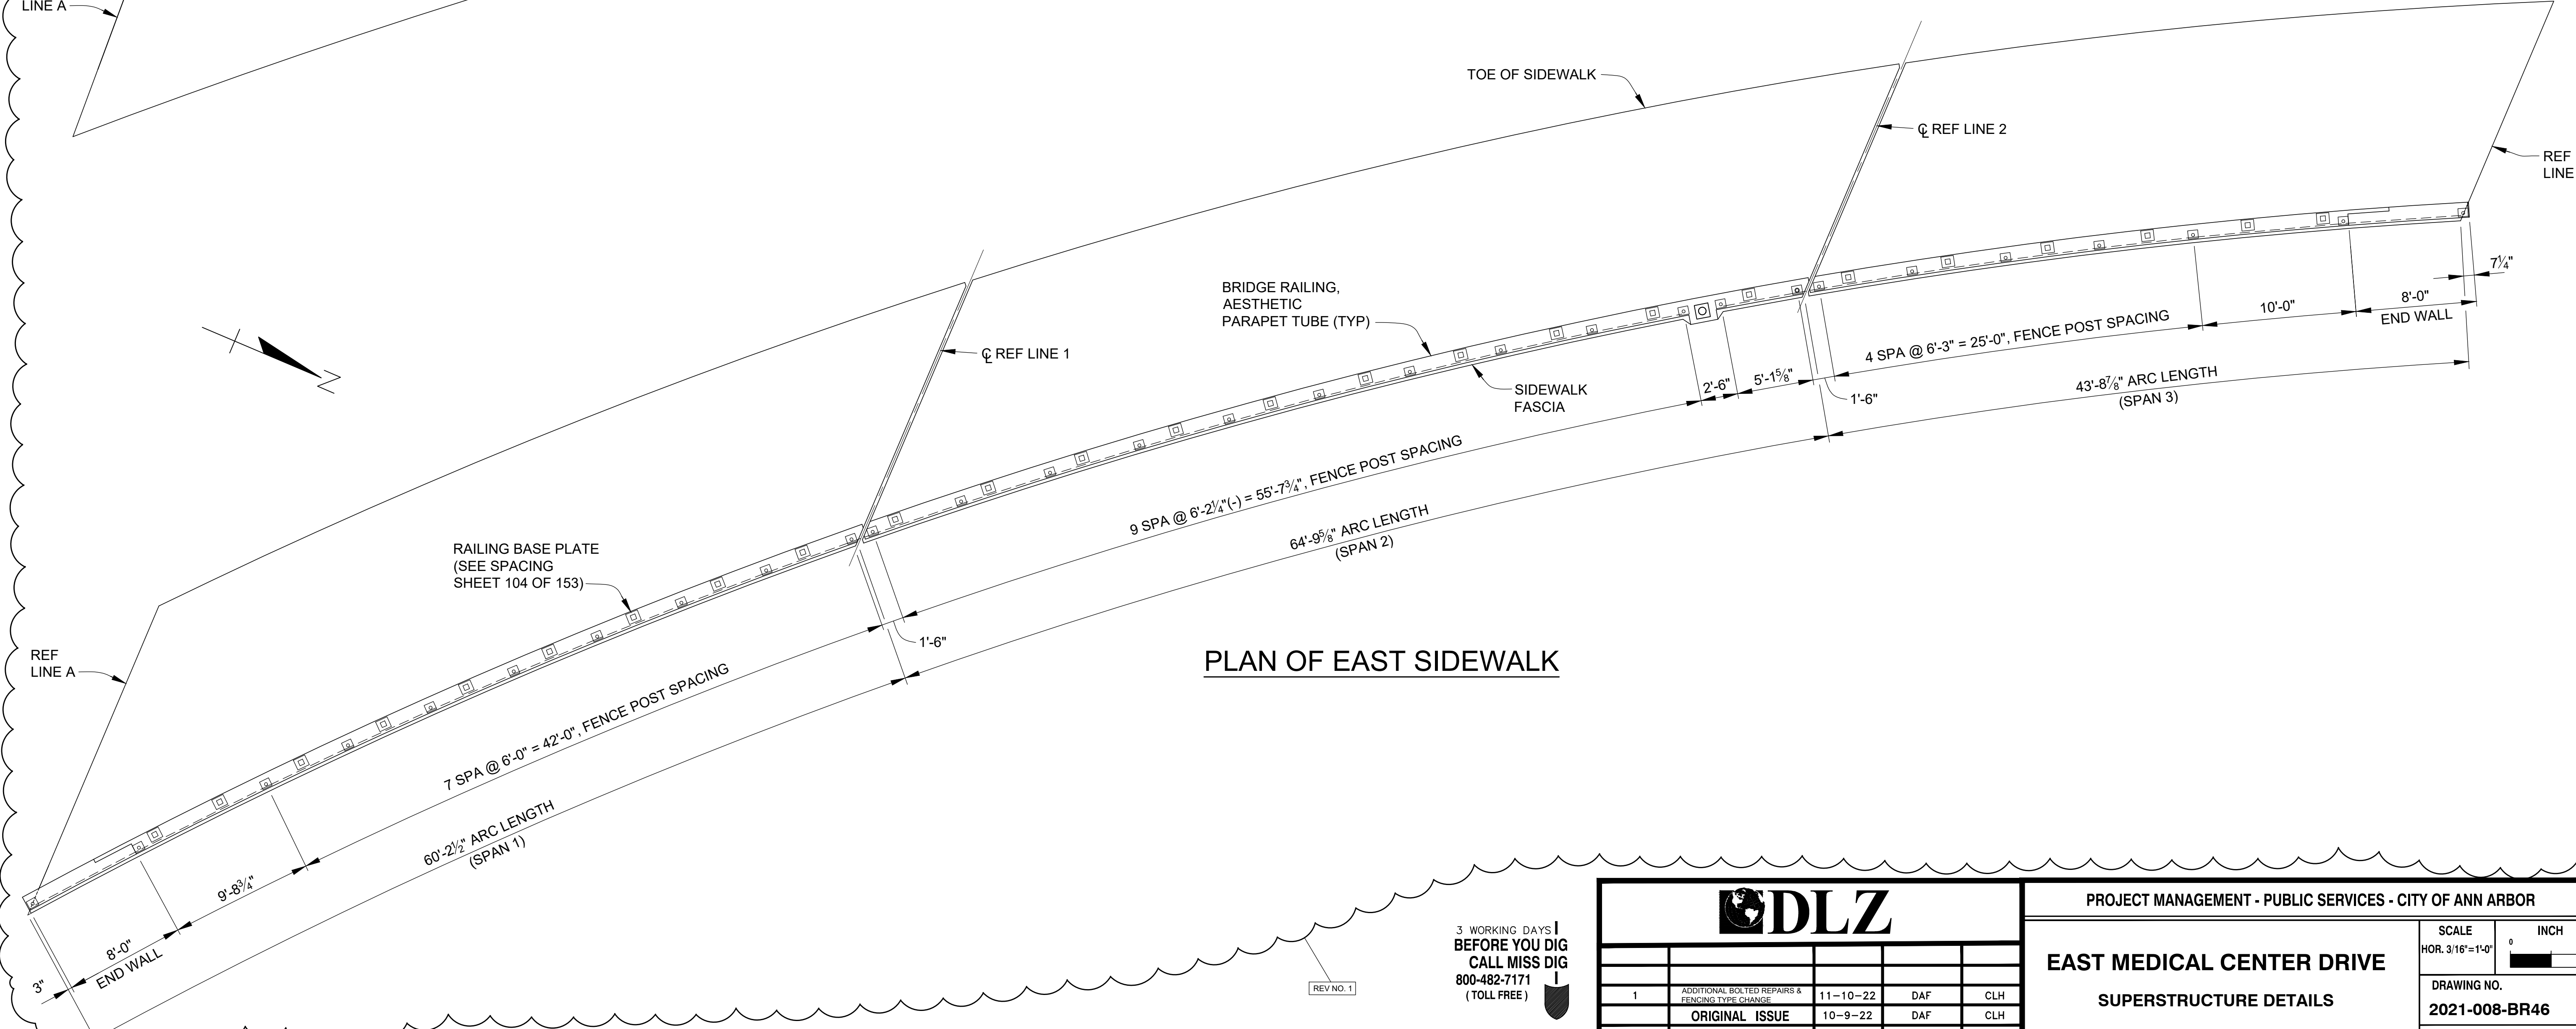 LINE A
TOE OF SIDEWALK
℄ REF LINE 2
REF
LINE
BRIDGE RAILING,
AESTHETIC
PARAPET TUBE (TYP)
7¼"
8'-0"
END WALL
10'-0"
4 SPA @ 6'-3" = 25'-0", FENCE POST SPACING
℄ REF LINE 1
N
SIDEWALK
FASCIA
2'-6"
5'-1⅝"
1'-6"
43'-8⅞" ARC LENGTH
(SPAN 3)
9 SPA @ 6'-2¼"(-) = 55'-7¾", FENCE POST SPACING
64'-9⅝" ARC LENGTH
(SPAN 2)
RAILING BASE PLATE
(SEE SPACING
SHEET 104 OF 153)
1'-6"
REF
LINE A
PLAN OF EAST SIDEWALK
7 SPA @ 6'-0" = 42'-0", FENCE POST SPACING
60'-2½" ARC LENGTH
(SPAN 1)
9'-8¾"
8'-0"
END WALL
3"
REV NO. 1
3 WORKING DAYS
BEFORE YOU DIG
CALL MISS DIG
800-482-7171
( TOLL FREE )
DLZ
1 ADDITIONAL BOLTED REPAIRS &
FENCING TYPE CHANGE 11-10-22 DAF CLH
ORIGINAL ISSUE 10-9-22 DAF CLH
PROJECT MANAGEMENT - PUBLIC SERVICES - CITY OF ANN ARBOR
EAST MEDICAL CENTER DRIVE
SUPERSTRUCTURE DETAILS
SCALE
HOR. 3/16"=1'-0"
INCH
0
DRAWING NO.
2021-008-BR46